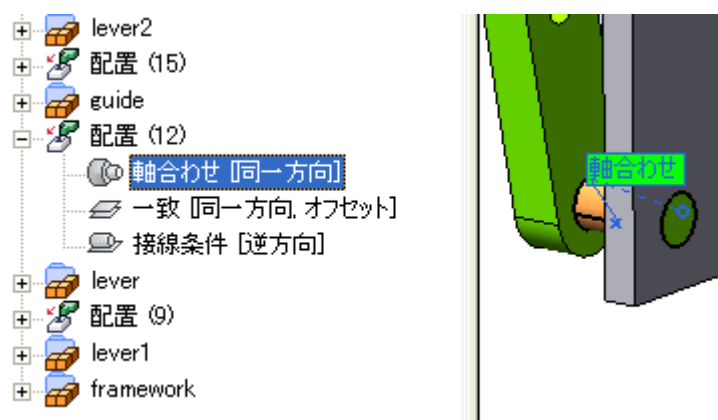 lever2
配置 (15)
guide
配置 (12)
軸合わせ [同一方向]
一致 [同一方向, オフセット]
接線条件 [逆方向]
lever
配置 (9)
lever1
framework
軸合わせ